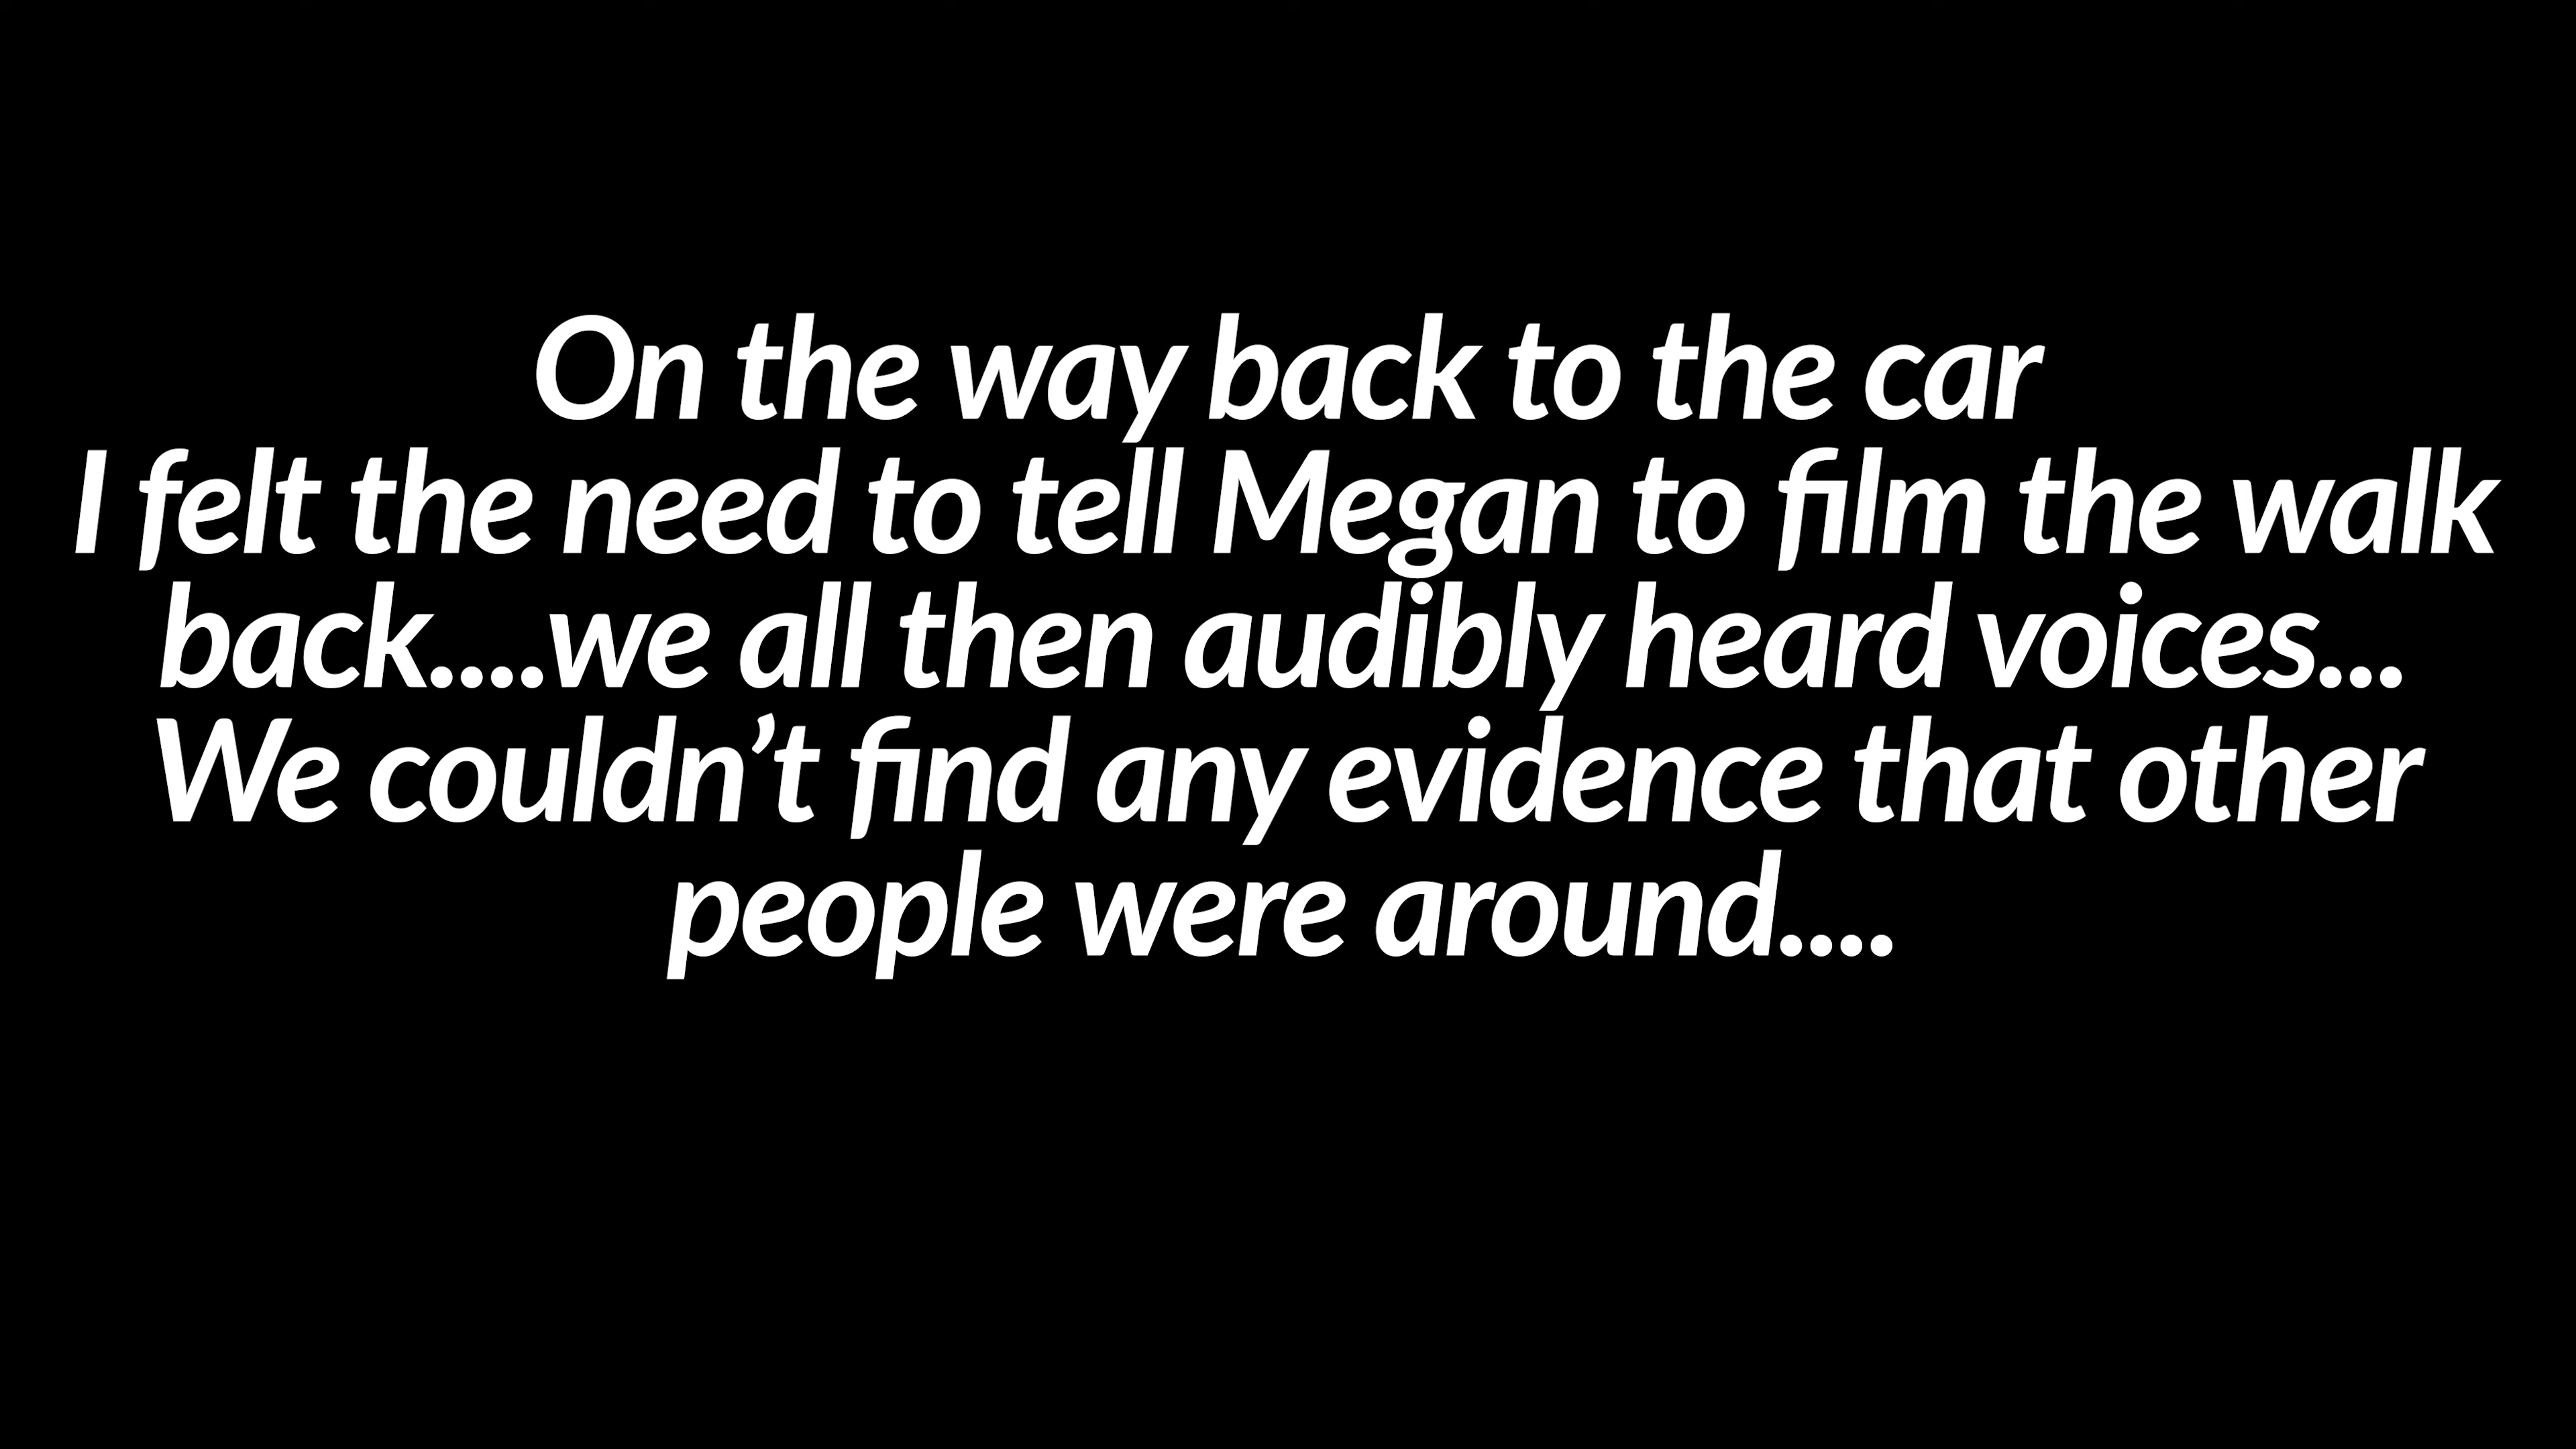 On the way back to the car
I felt the need to tell Megan to film the walk
back....we all then audibly heard voices...
We couldn’t find any evidence that other
people were around....